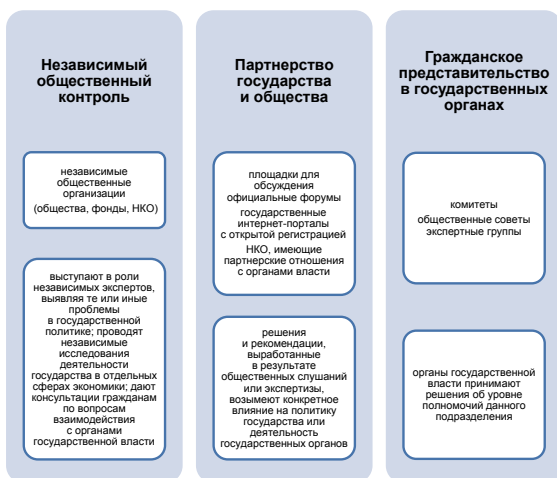 Независимый
общественный
контроль
независимые
общественные
организации
(общества, фонды, НКО)
выступают в роли
независимых экспертов,
выявляя те или иные
проблемы
в государственной
политике; проводят
независимые
исследования
деятельности
государства в отдельных
сферах экономики; дают
консультации гражданам
по вопросам
взаимодействия
с органами
государственной власти
Партнерство
государства
и общества
площадки для
обсуждения
официальные форумы
государственные
интернет-порталы
с открытой регистрацией
НКО, имеющие
партнерские отношения
с органами власти
решения
и рекомендации,
выработанные
в результате
общественных слушаний
или экспертизы,
возымеют конкретное
влияние на политику
государства или
деятельность
государственных органов
Гражданское
представительство
в государственных
органах
комитеты
общественные советы
экспертные группы
органы государственной
власти принимают
решения об уровне
полномочий данного
подразделения